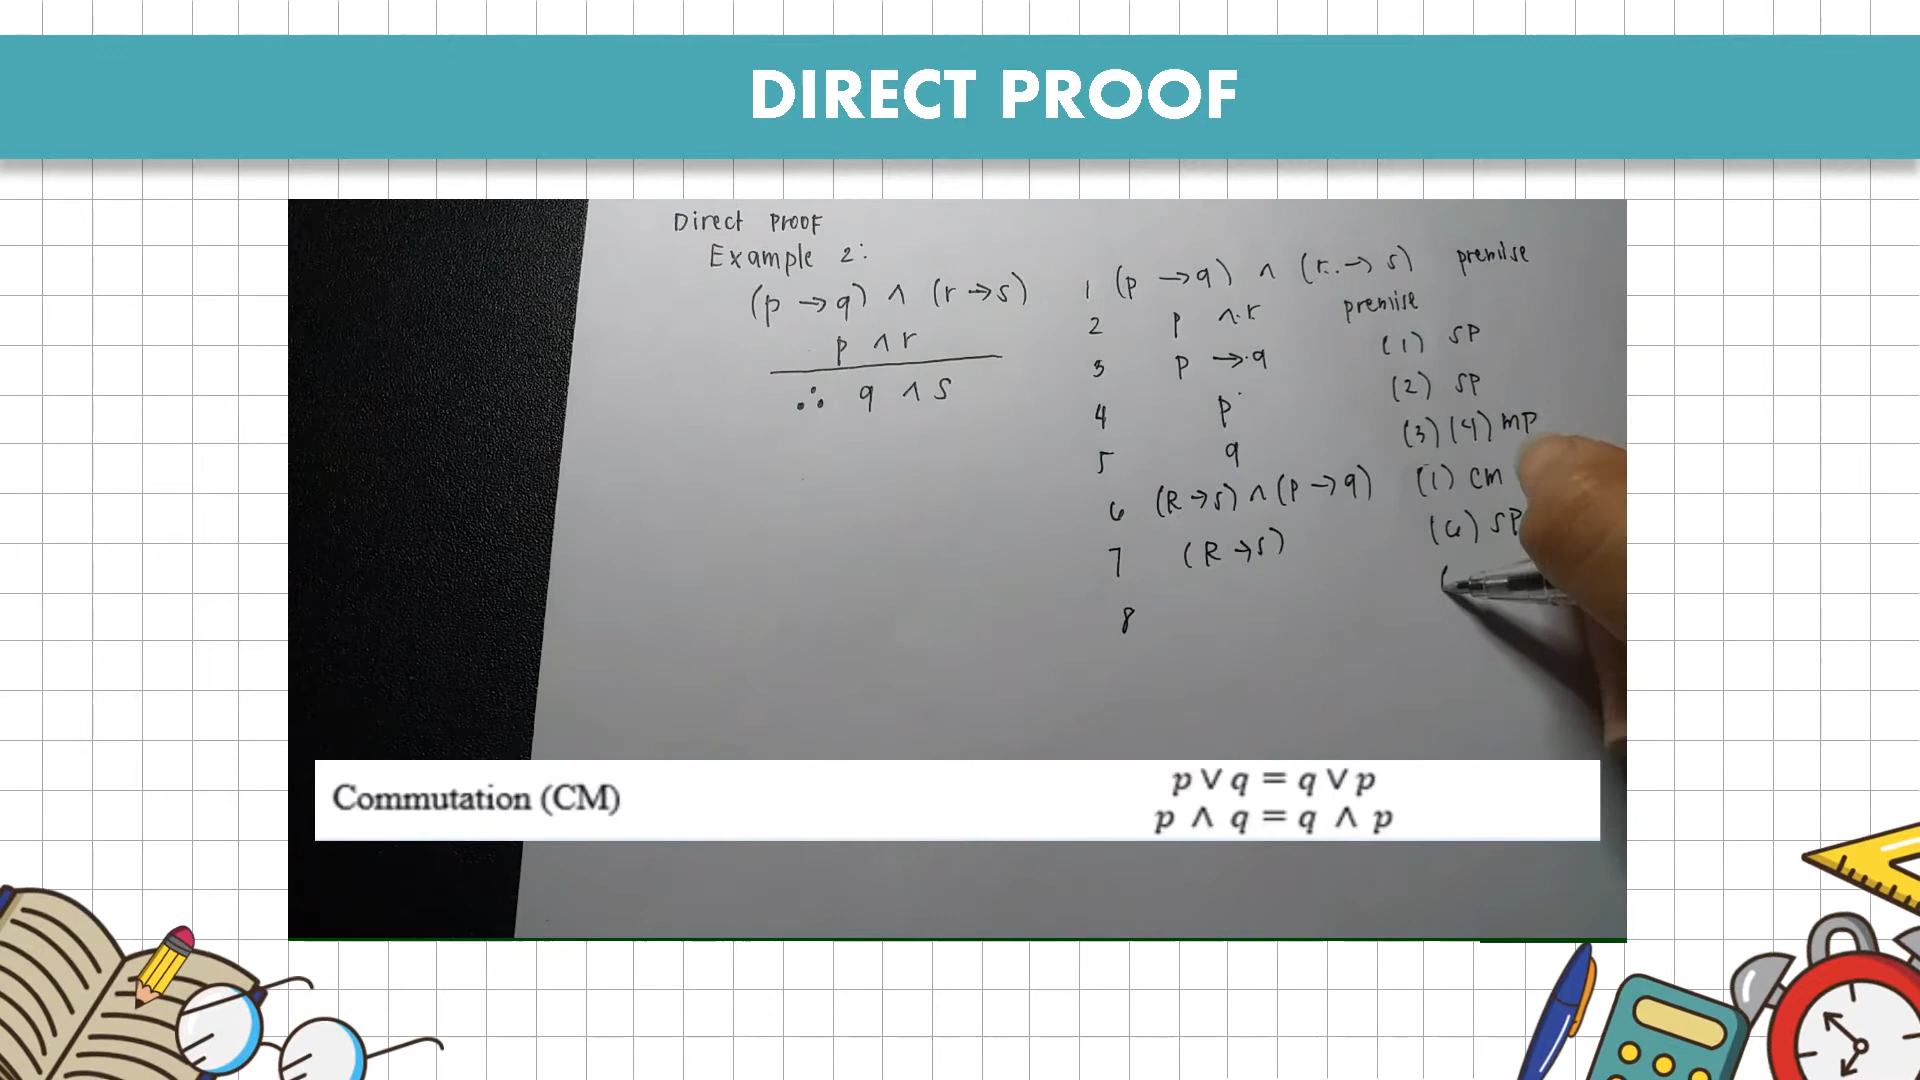 DIRECT PROOF
Direct Proof
Example 2:
(p → q) ∧ (r → s)
p ∧ r
∴ q ∧ s
1 (p → q) ∧ (r → s) premise
2 p ∧ r premise
3 p → q (1) SP
4 p (2) SP
5 q (3)(4) MP
6 (R → s) ∧ (P → q) (1) CM
7 (R → s) (6) SP
8 (
Commutation (CM)
p ∨ q = q ∨ p
p ∧ q = q ∧ p